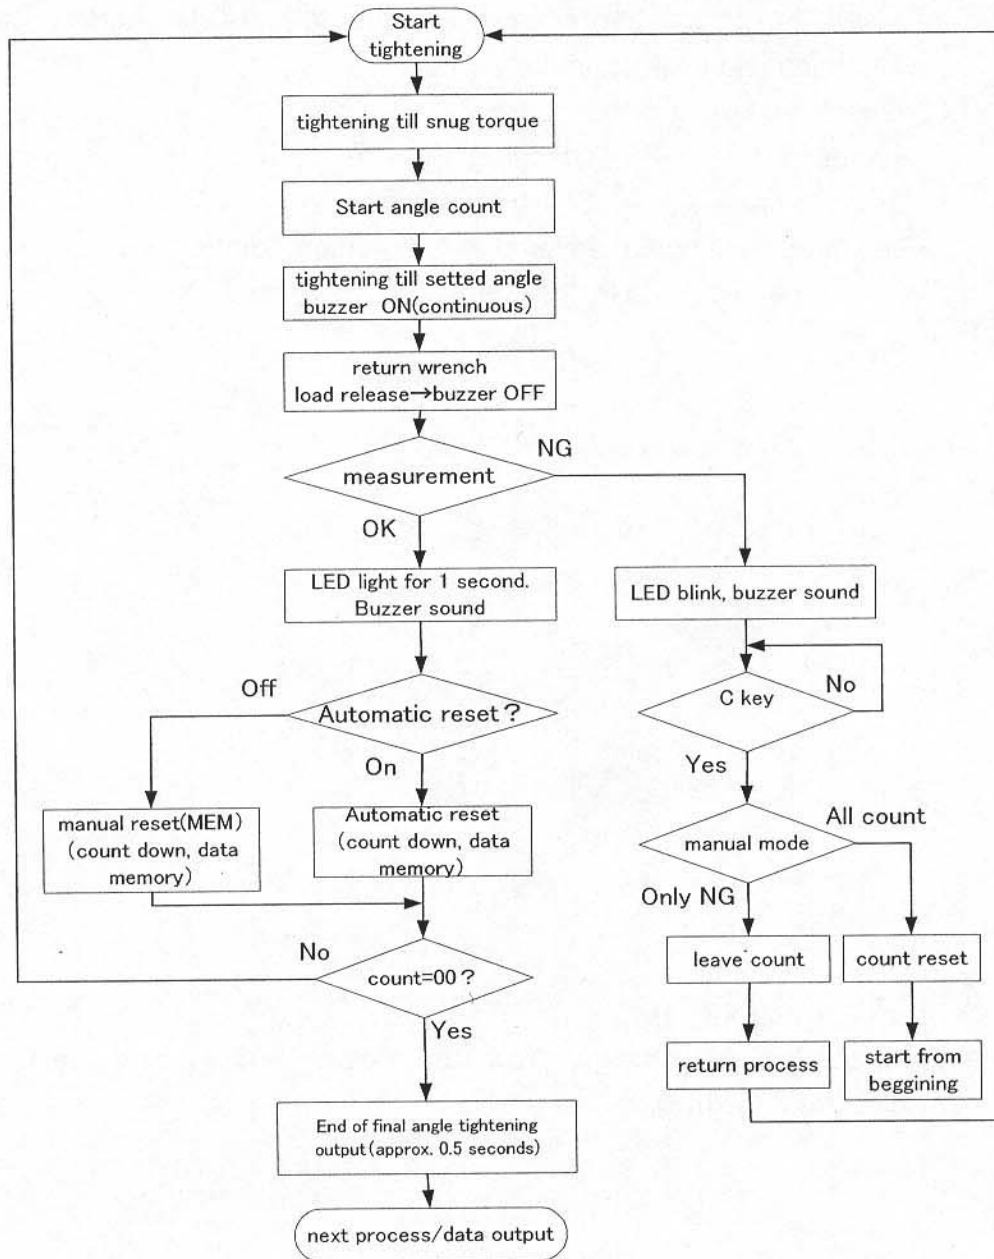 Start
tightening
tightening till snug torque
Start angle count
tightening till setted angle
buzzer ON(continuous)
return wrench
load release→buzzer OFF
measurement
NG
OK
LED light for 1 second.
Buzzer sound
LED blink, buzzer sound
Off
Automatic reset?
On
C key
No
Yes
manual reset(MEM)
(count down, data
memory)
Automatic reset
(count down, data
memory)
manual mode
All count
Only NG
No
count=00?
Yes
leave count
count reset
return process
start from
beggining
End of final angle tightening
output(approx. 0.5 seconds)
next process/data output